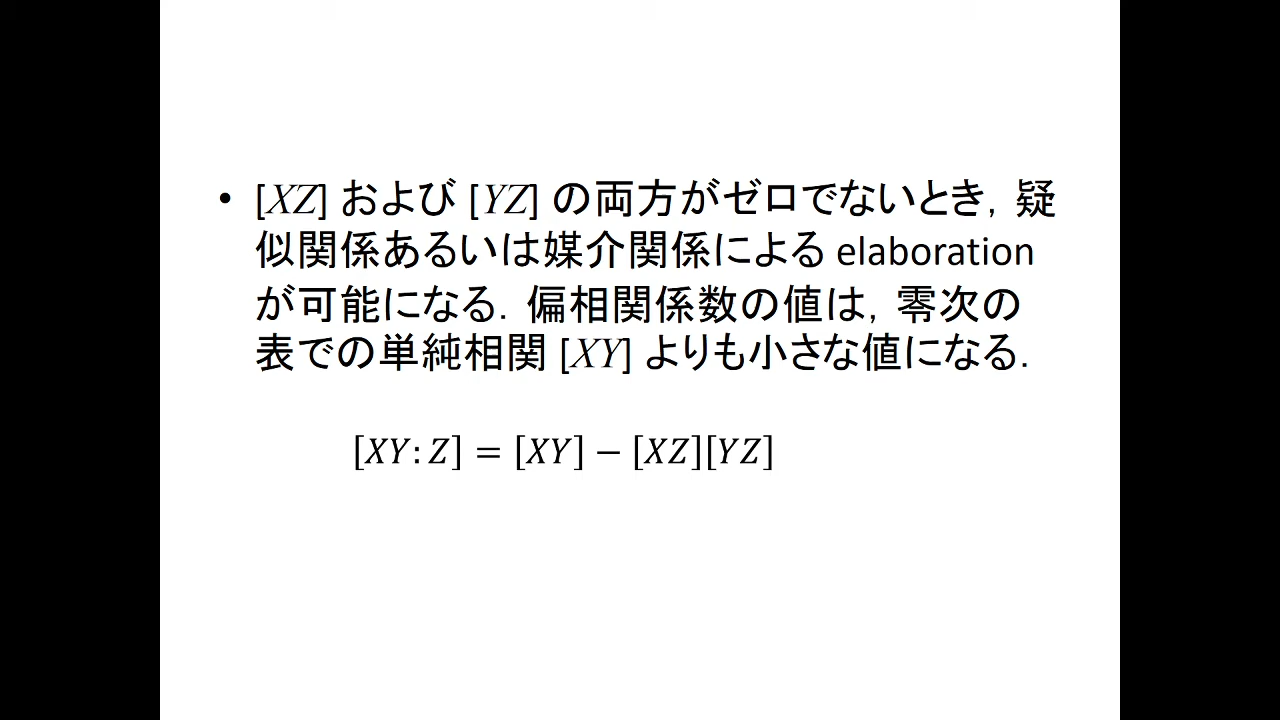 • [XZ] および [YZ] の両方がゼロでないとき，疑
似関係あるいは媒介関係による elaboration
が可能になる．偏相関係数の値は，零次の
表での単純相関 [XY] よりも小さな値になる．
[XY:Z] = [XY] − [XZ][YZ]